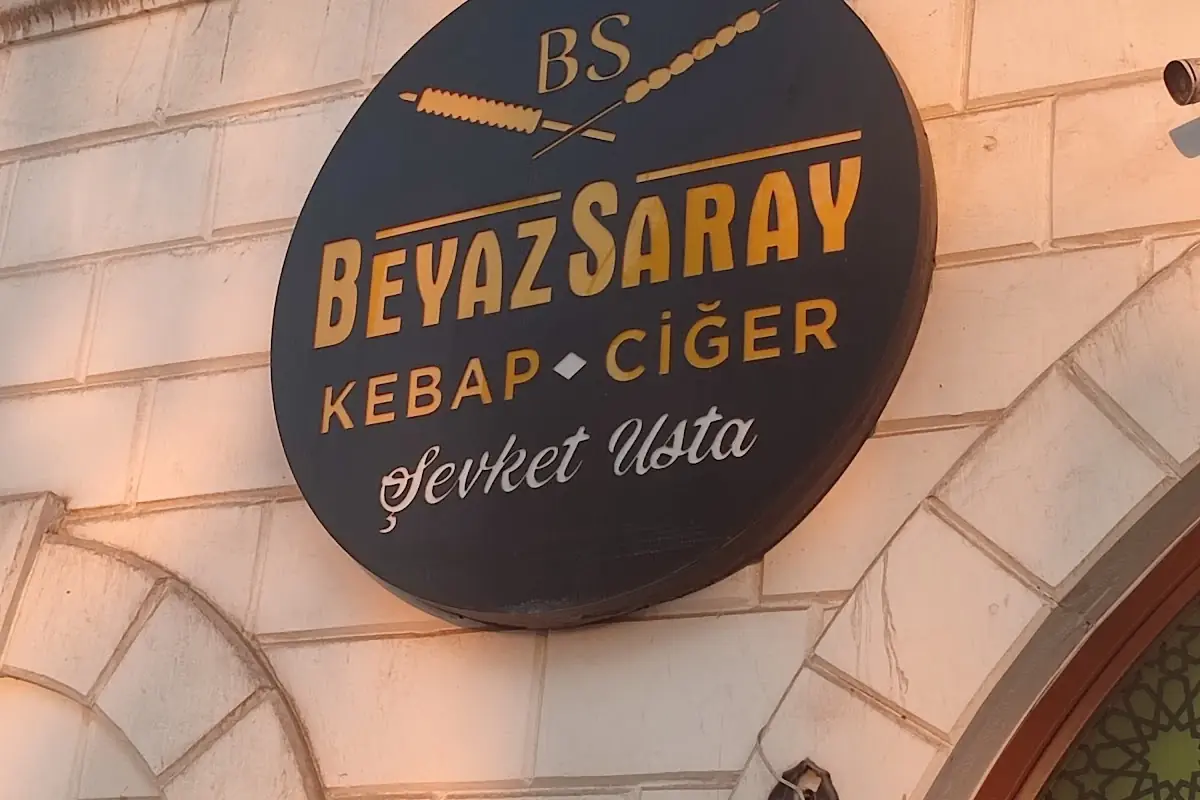 BS
BEYAZ SARAY
KEBAP CİĞER
Şevket Usta